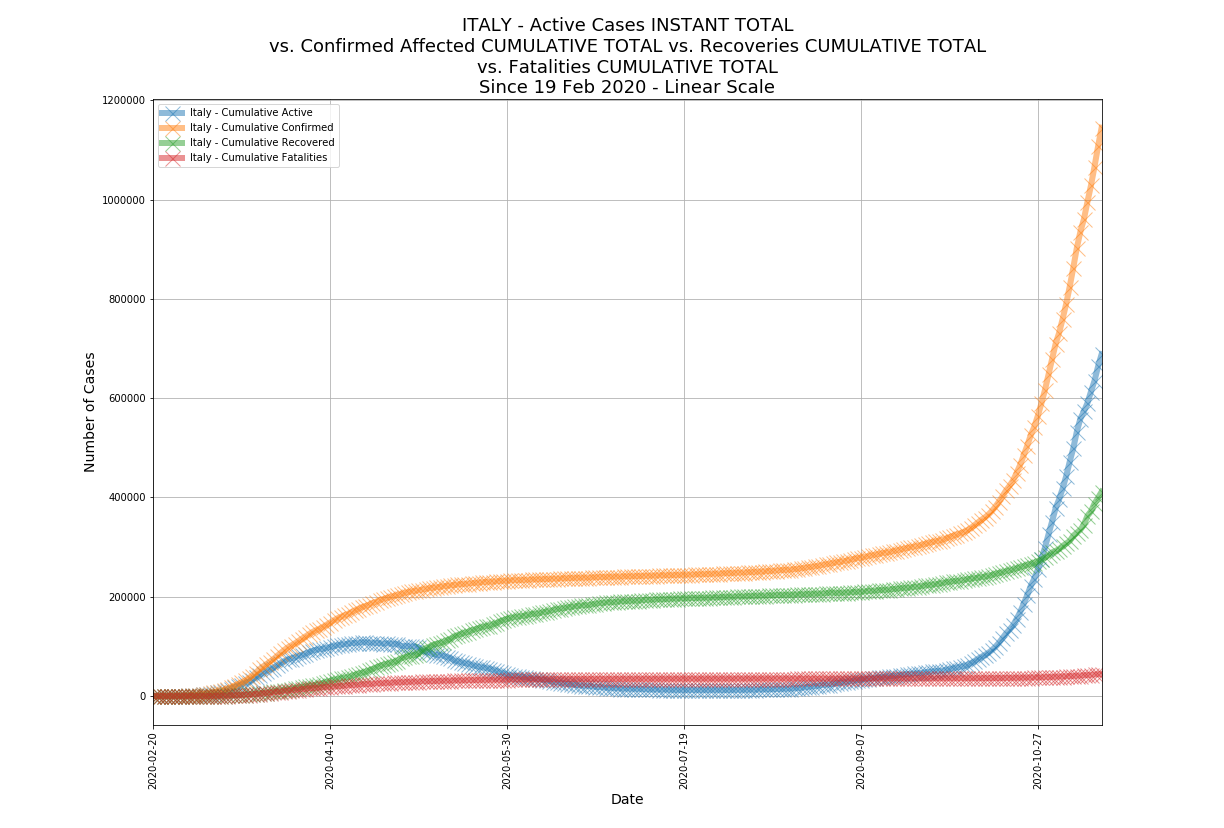 ITALY - Active Cases INSTANT TOTAL
vs. Confirmed Affected CUMULATIVE TOTAL vs. Recoveries CUMULATIVE TOTAL
vs. Fatalities CUMULATIVE TOTAL
Since 19 Feb 2020 - Linear Scale
Italy - Cumulative Active
Italy - Cumulative Confirmed
Italy - Cumulative Recovered
Italy - Cumulative Fatalities
Number of Cases
1200000
1000000
800000
600000
400000
200000
0
2020-02-20
2020-04-10
2020-05-30
2020-07-19
2020-09-07
2020-10-27
Date